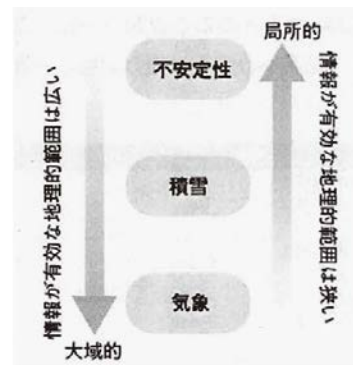 局所的
不安定性
積雪
気象
大域的
情報が有効な地理的範囲は広い
情報が有効な地理的範囲は狭い